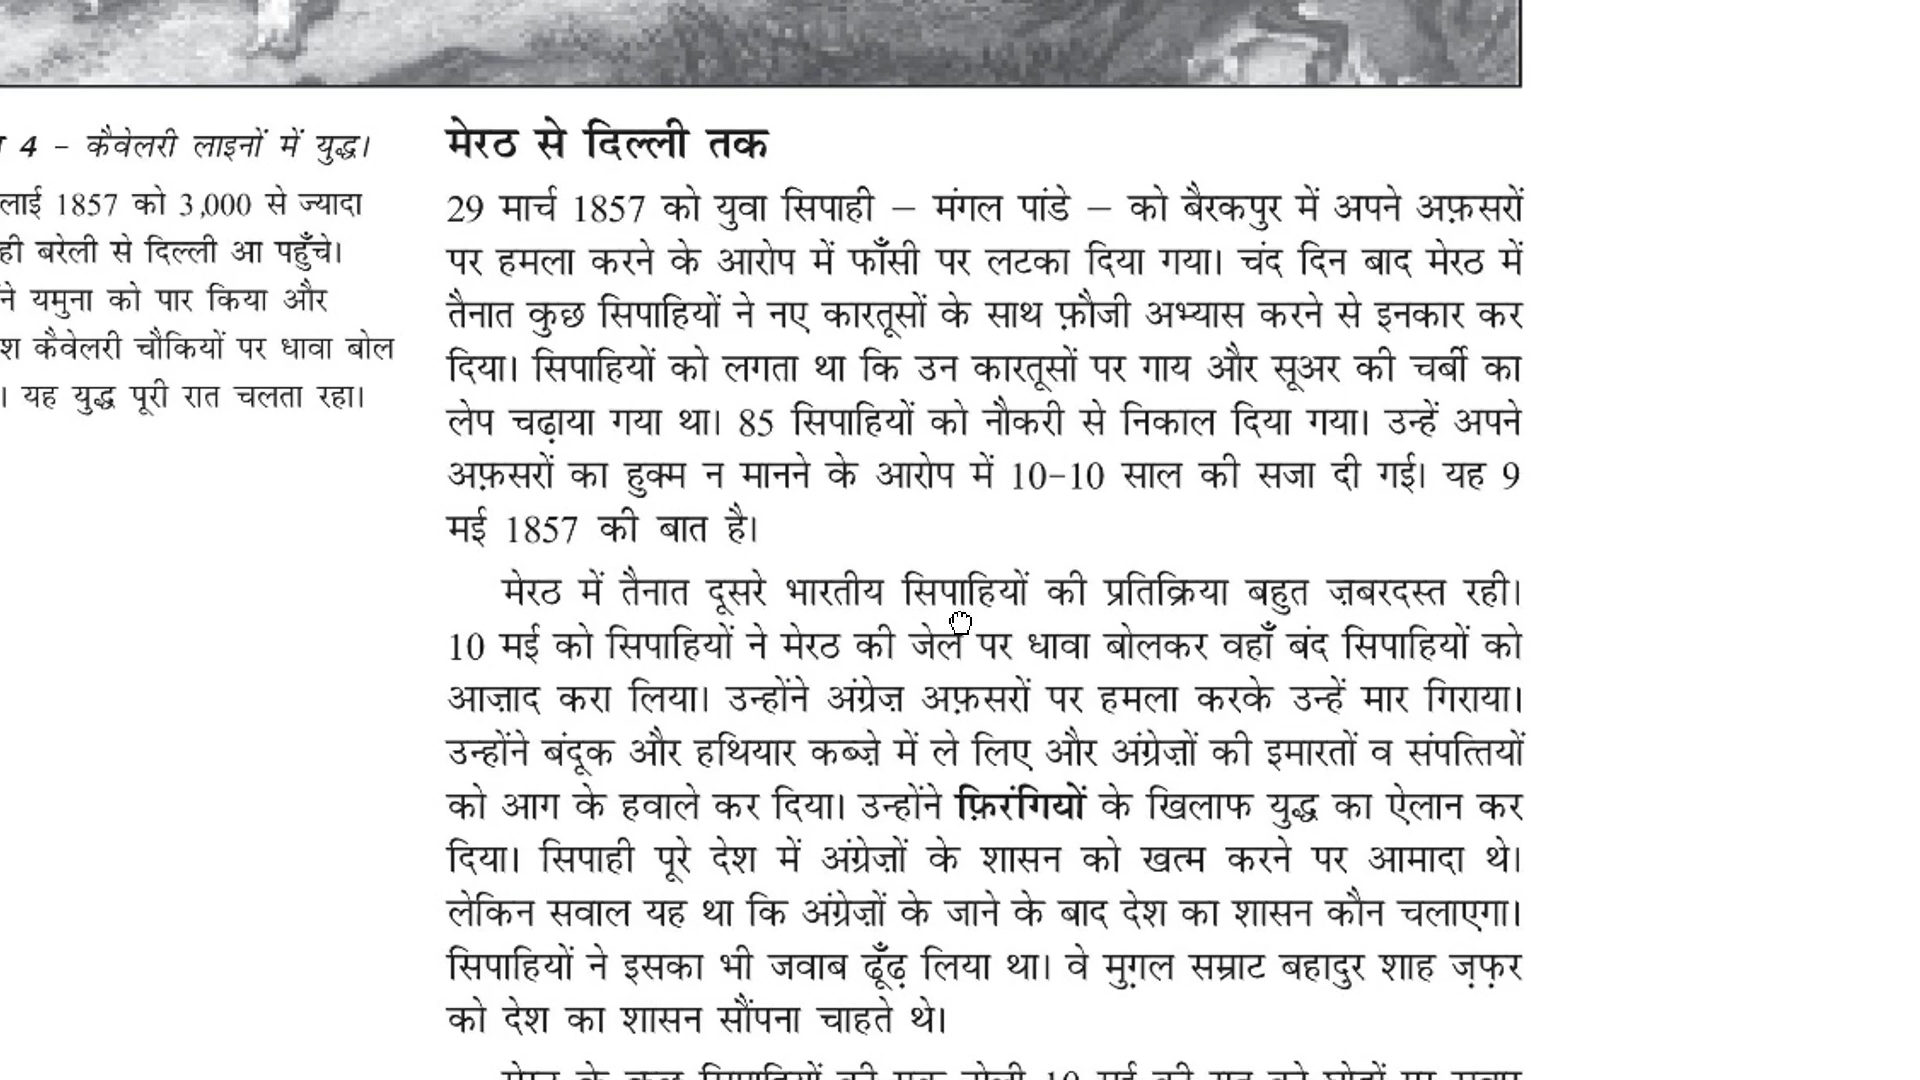 4 – कैवेलरी लाइनों में युद्ध।
1857 को 3,000 से ज्यादा
बरेली से दिल्ली आ पहुँचे।
यमुना को पार किया और
कैवेलरी चौकियों पर धावा बोल
। यह युद्ध पूरी रात चलता रहा।
मेरठ से दिल्ली तक
29 मार्च 1857 को युवा सिपाही – मंगल पांडे – को बैरकपुर में अपने अफ़सरों
पर हमला करने के आरोप में फाँसी पर लटका दिया गया। चंद दिन बाद मेरठ में
तैनात कुछ सिपाहियों ने नए कारतूसों के साथ फ़ौजी अभ्यास करने से इनकार कर
दिया। सिपाहियों को लगता था कि उन कारतूसों पर गाय और सूअर की चर्बी का
लेप चढ़ाया गया था। 85 सिपाहियों को नौकरी से निकाल दिया गया। उन्हें अपने
अफ़सरों का हुक्म न मानने के आरोप में 10-10 साल की सजा दी गई। यह 9
मई 1857 की बात है।
मेरठ में तैनात दूसरे भारतीय सिपाहियों की प्रतिक्रिया बहुत ज़बरदस्त रही।
10 मई को सिपाहियों ने मेरठ की जेल पर धावा बोलकर वहाँ बंद सिपाहियों को
आज़ाद करा लिया। उन्होंने अंग्रेज़ अफ़सरों पर हमला करके उन्हें मार गिराया।
उन्होंने बंदूक और हथियार कब्ज़े में ले लिए और अंग्रेज़ों की इमारतों व संपत्तियों
को आग के हवाले कर दिया। उन्होंने फ़िरंगियों के खिलाफ युद्ध का ऐलान कर
दिया। सिपाही पूरे देश में अंग्रेज़ों के शासन को खत्म करने पर आमादा थे।
लेकिन सवाल यह था कि अंग्रेज़ों के जाने के बाद देश का शासन कौन चलाएगा।
सिपाहियों ने इसका भी जवाब ढूँढ़ लिया था। वे मुग़ल सम्राट बहादुर शाह ज़फ़र
को देश का शासन सौंपना चाहते थे।